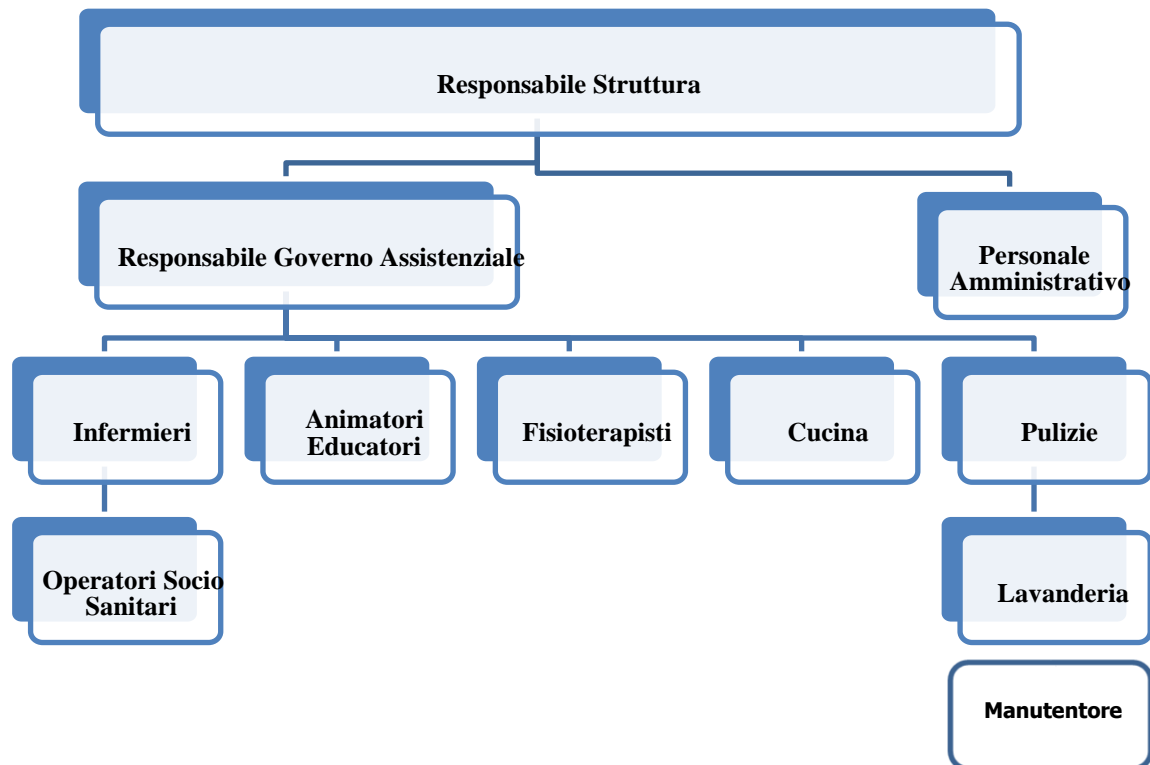 Responsabile Struttura
Responsabile Governo Assistenziale
Personale
Amministrativo
Infermieri
Animatori
Educatori
Fisioterapisti
Cucina
Pulizie
Operatori Socio
Sanitari
Lavanderia
Manutentore